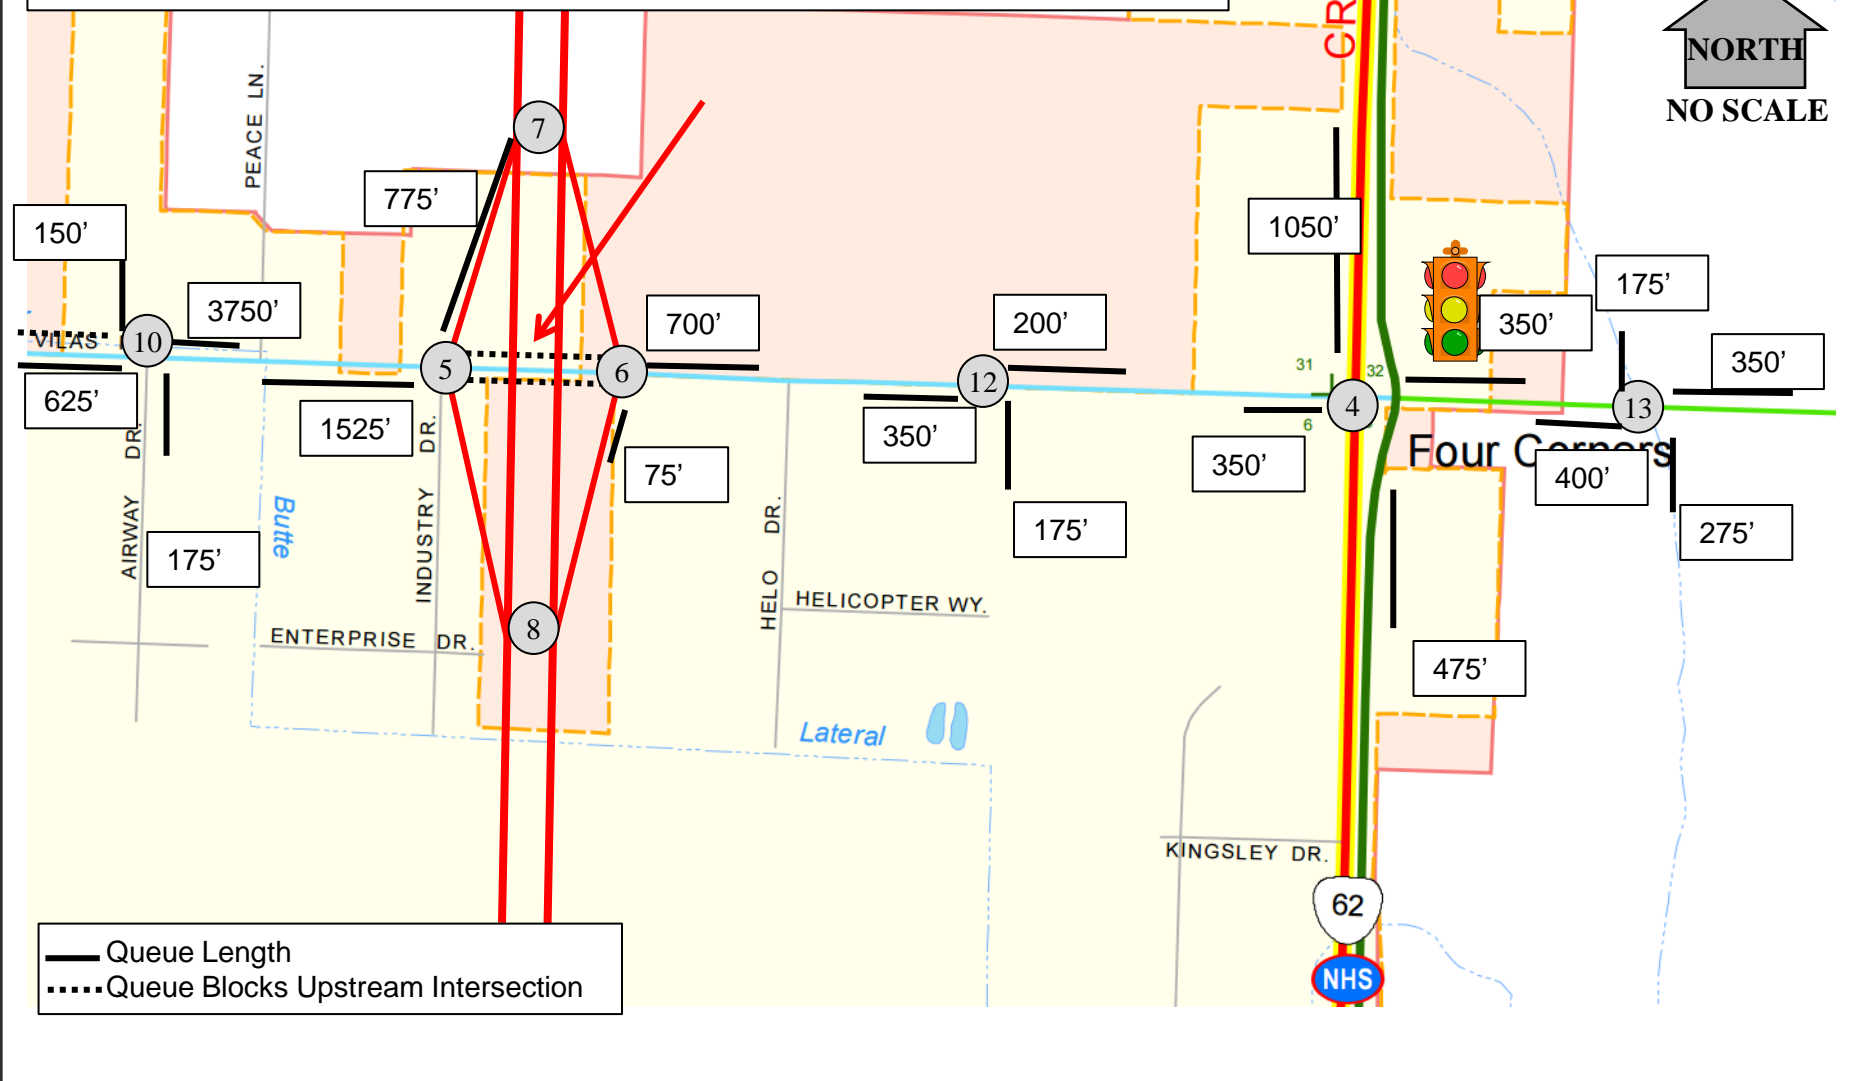 CR
NORTH
NO SCALE
PEACE LN.
7
775’
150’
3750’
VILAS
10
625’
5
6
700’
200’
12
1050’
31
32
6
4
350’
175’
350’
13
1525’
350’
350’
Four Corners
400’
275’
75’
175’
175’
AIRWAY DR.
Butte
INDUSTRY DR.
HELO DR.
HELICOPTER WY.
ENTERPRISE DR.
8
475’
Lateral
KINGSLEY DR.
62
NHS
Queue Length
Queue Blocks Upstream Intersection